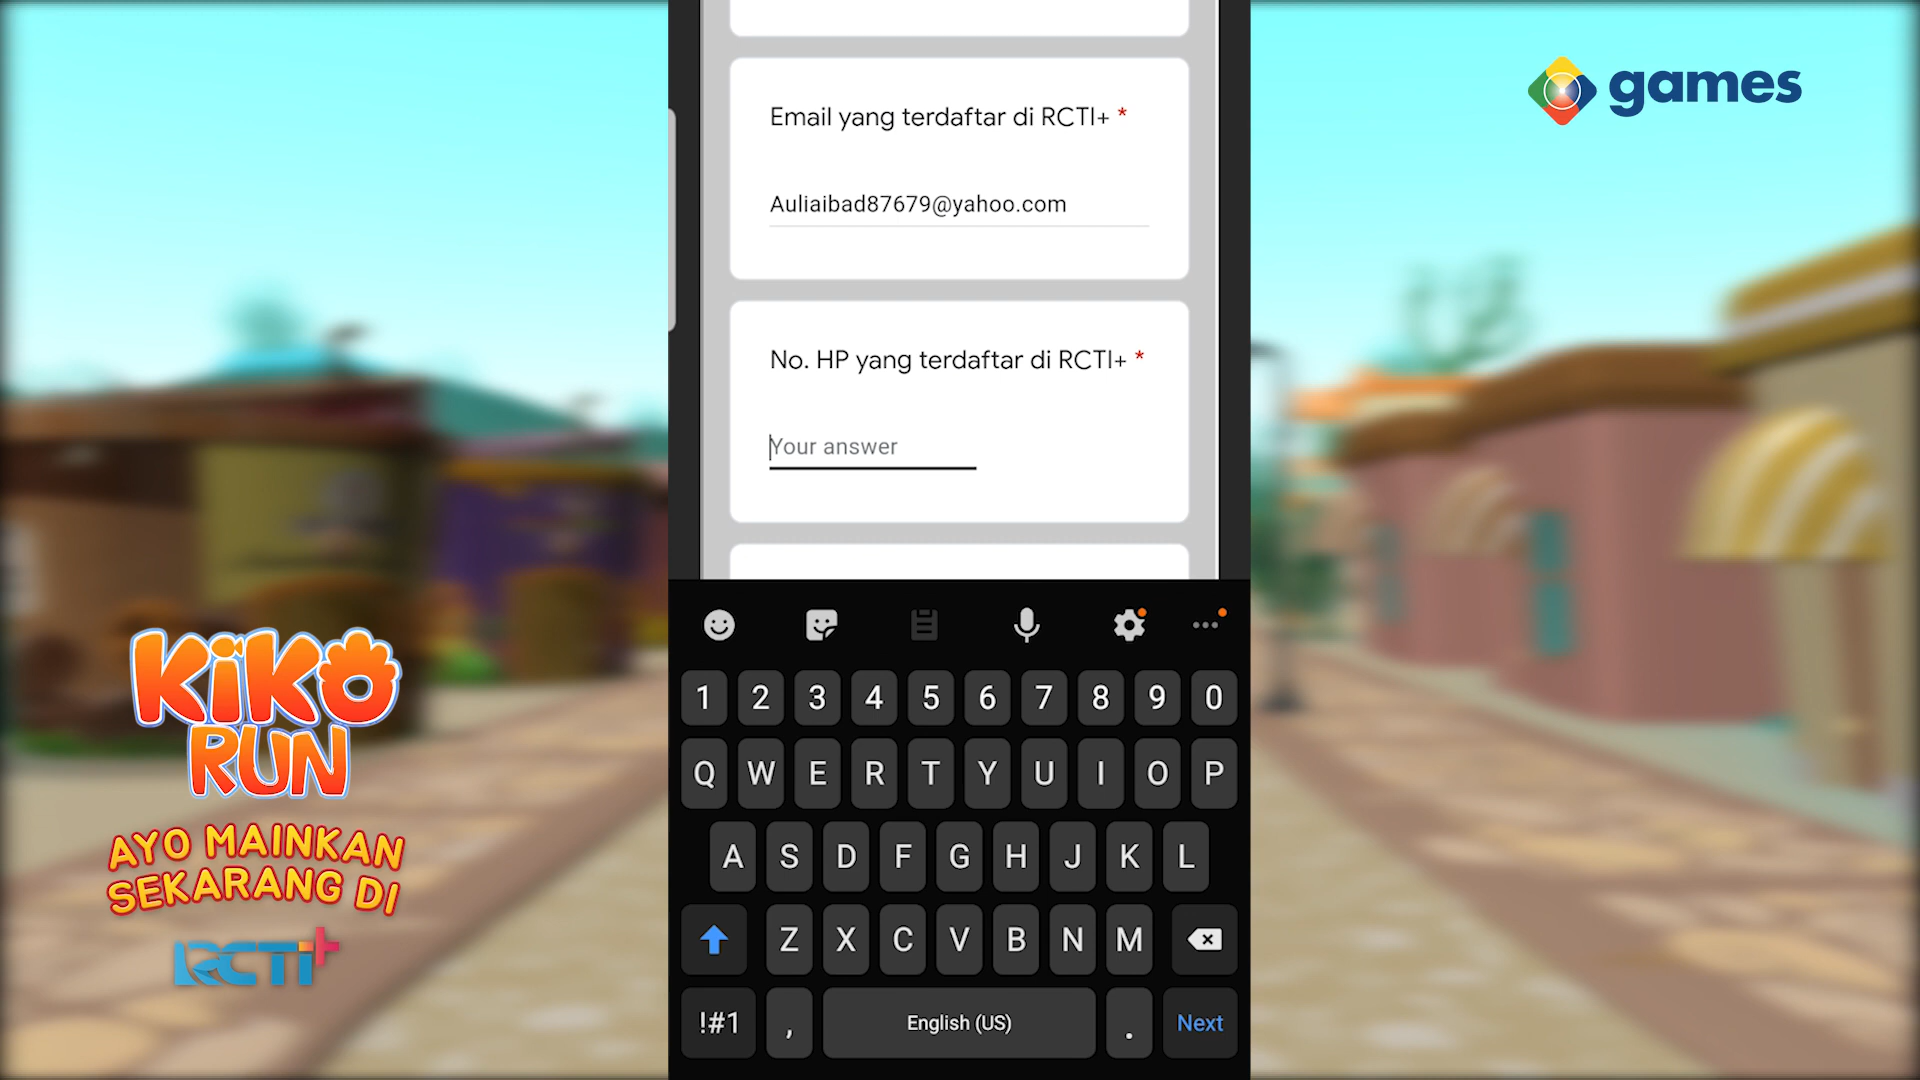 games
Email yang terdaftar di RCTI+ *
Auliaibad87679@yahoo.com
No. HP yang terdaftar di RCTI+ *
Your answer
1 2 3 4 5 6 7 8 9 0
Q W E R T Y U I O P
A S D F G H J K L
Z X C V B N M
!#1 , English (US) . Next
KiKO
RUN
AYO MAINKAN
SEKARANG DI
RCTI+